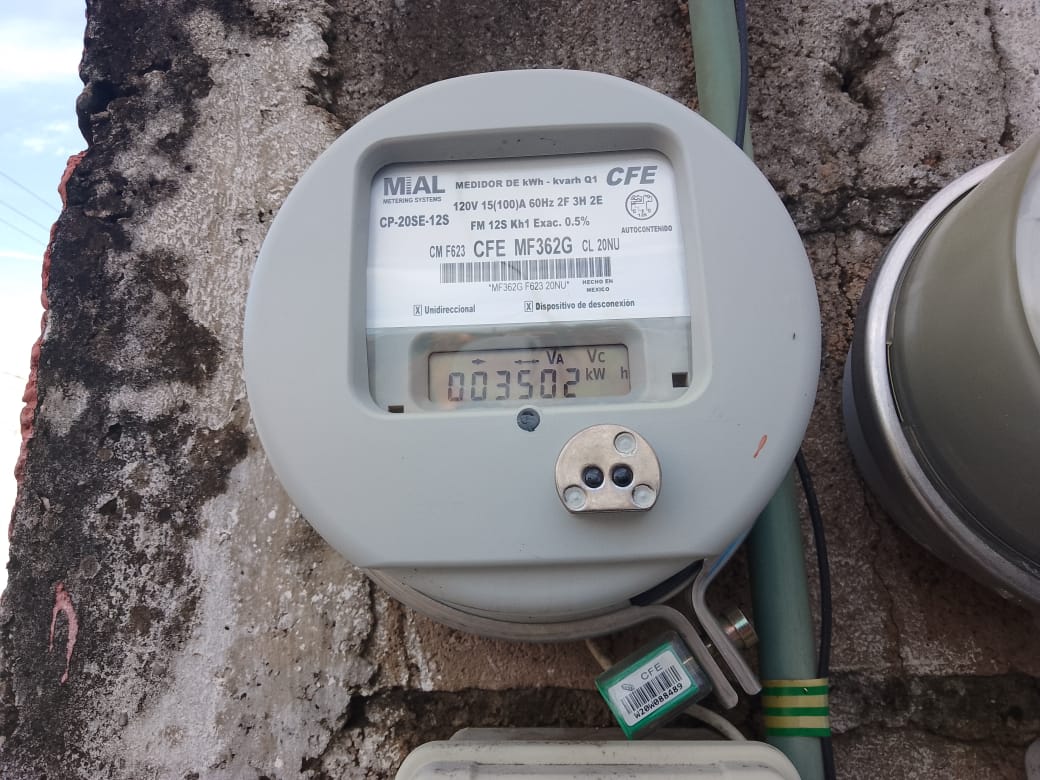 MIAL
METERING SYSTEMS
MEDIDOR DE kWh - kvarh Q1
CFE
120V 15(100)A 60Hz 2F 3H 2E
CP-20SE-12S
FM 12S Kh1 Exac. 0.5%
AUTOCONTENIDO
CM F623 CFE MF362G CL 20NU
*MF362G F623 20NU*
HECHO EN
MEXICO
X Unidireccional
X Dispositivo de desconexión
VA Vc
003502 kW h
CFE
W20W088489